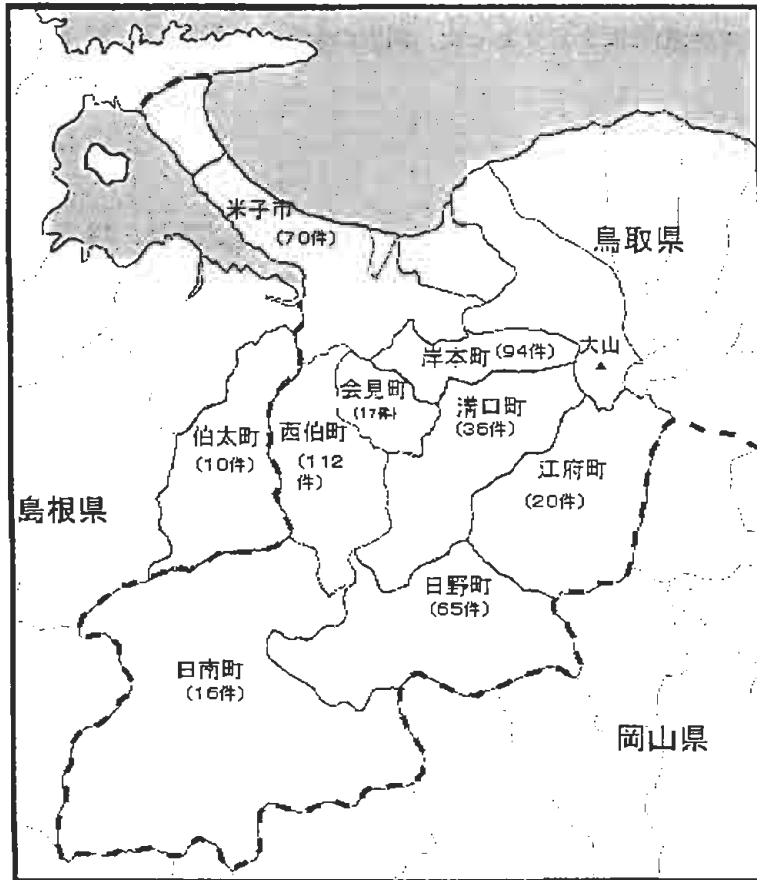 米子市
(70件)
鳥取県
岸本町(94件)
大山
会見町
(17件)
溝口町
(36件)
伯太町
(10件)
西伯町
(112
件)
江府町
(20件)
島根県
日野町
(65件)
日南町
(16件)
岡山県